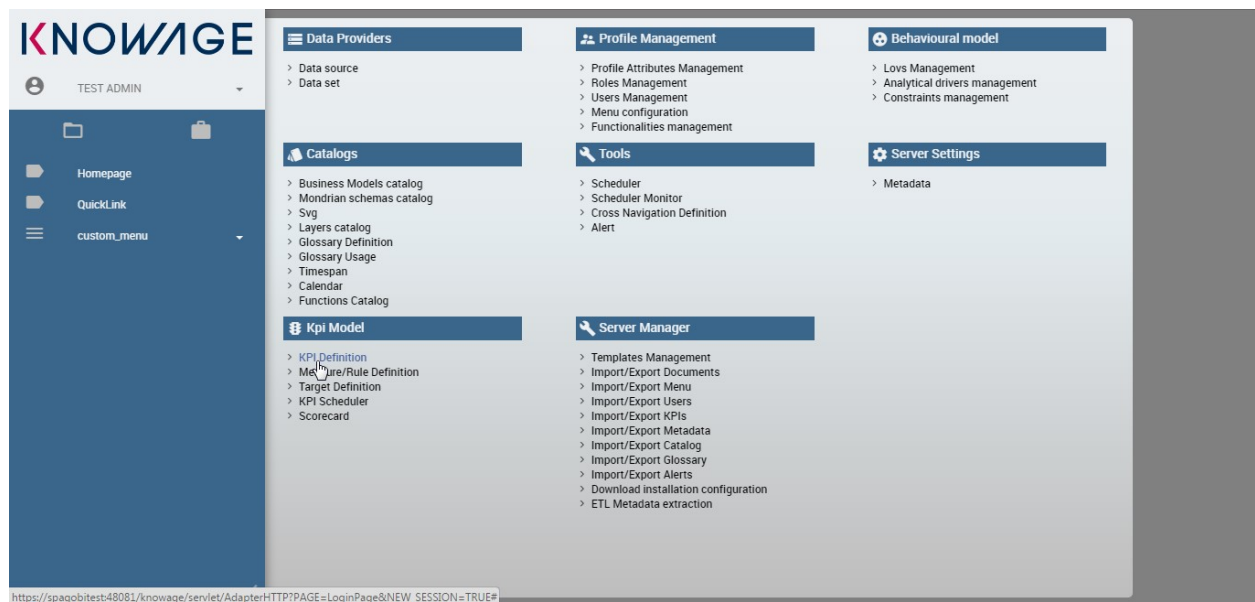 KNOWAGE
TEST ADMIN
Homepage
QuickLink
custom_menu
Data Providers
> Data source
> Data set
Profile Management
> Profile Attributes Management
> Roles Management
> Users Management
> Menu configuration
> Functionalities management
Behavioural model
> Lovs Management
> Analytical drivers management
> Constraints management
Catalogs
> Business Models catalog
> Mondrian schemas catalog
> Svg
> Layers catalog
> Glossary Definition
> Glossary Usage
> Timespan
> Calendar
> Functions Catalog
Tools
> Scheduler
> Scheduler Monitor
> Cross Navigation Definition
> Alert
Server Settings
> Metadata
Kpi Model
> KPI Definition
> Measure/Rule Definition
> Target Definition
> KPI Scheduler
> Scorecard
Server Manager
> Templates Management
> Import/Export Documents
> Import/Export Menu
> Import/Export Users
> Import/Export KPIs
> Import/Export Metadata
> Import/Export Catalog
> Import/Export Glossary
> Import/Export Alerts
> Download installation configuration
> ETL Metadata extraction
https://spagobitest:48081/knowage/servlet/AdapterHTTP?PAGE=LoginPage&NEW_SESSION=TRUE#